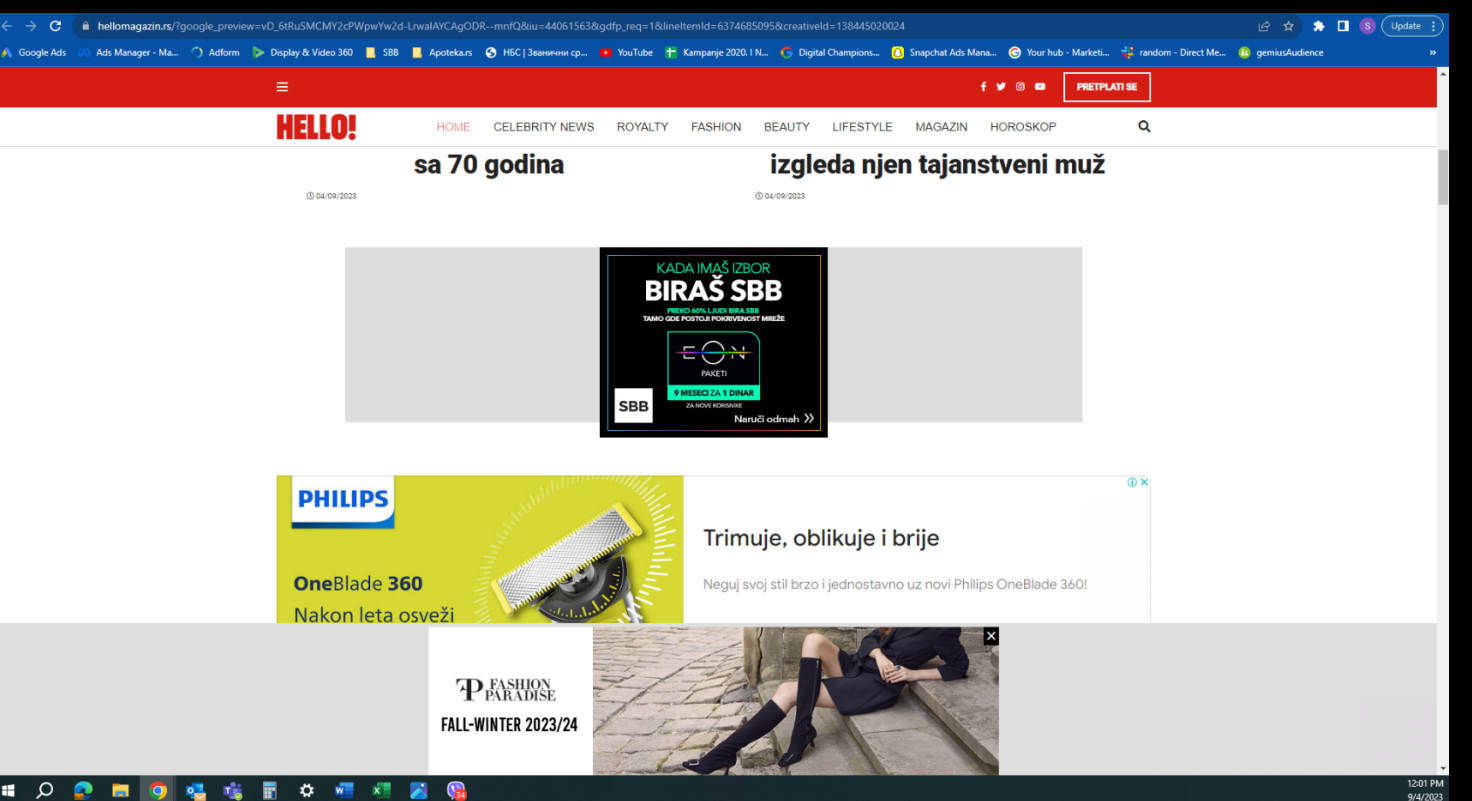 hellomagazin.rs/?google_preview=vD_6tRuSMCMY2cPWpwYw2d-LrwaIAYCAgODR--mnfQ&iu=44061563&gdfp_req=1&lineItemId=6374685095&creativeId=138445020024
S
Update
Google Ads
Ads Manager - Ma...
Adform
Display & Video 360
SBB
Apoteka.rs
НБС | Званични ср...
YouTube
Kampanje 2020. I N...
Digital Champions...
Snapchat Ads Mana...
Your hub - Marketi...
random - Direct Me...
gemiusAudience
»
PRETPLATI SE
HELLO!
HOME CELEBRITY NEWS ROYALTY FASHION BEAUTY LIFESTYLE MAGAZIN HOROSKOP
sa 70 godina
04/09/2023
izgleda njen tajanstveni muž
04/09/2023
KADA IMAŠ IZBOR
BIRAŠ SBB
PREKO 60% LJUDI BIRA SBB
TAMO GDE POSTOJI POKRIVENOST MREŽE
EON
PAKETI
9 MESECI ZA 1 DINAR
ZA NOVE KORISNIKE
SBB
Naruči odmah
PHILIPS
OneBlade 360
Nakon leta osveži
Trimuje, oblikuje i brije
Neguj svoj stil brzo i jednostavno uz novi Philips OneBlade 360!
FP FASHION
PARADISE
FALL-WINTER 2023/24
34
12:01 PM
9/4/2023